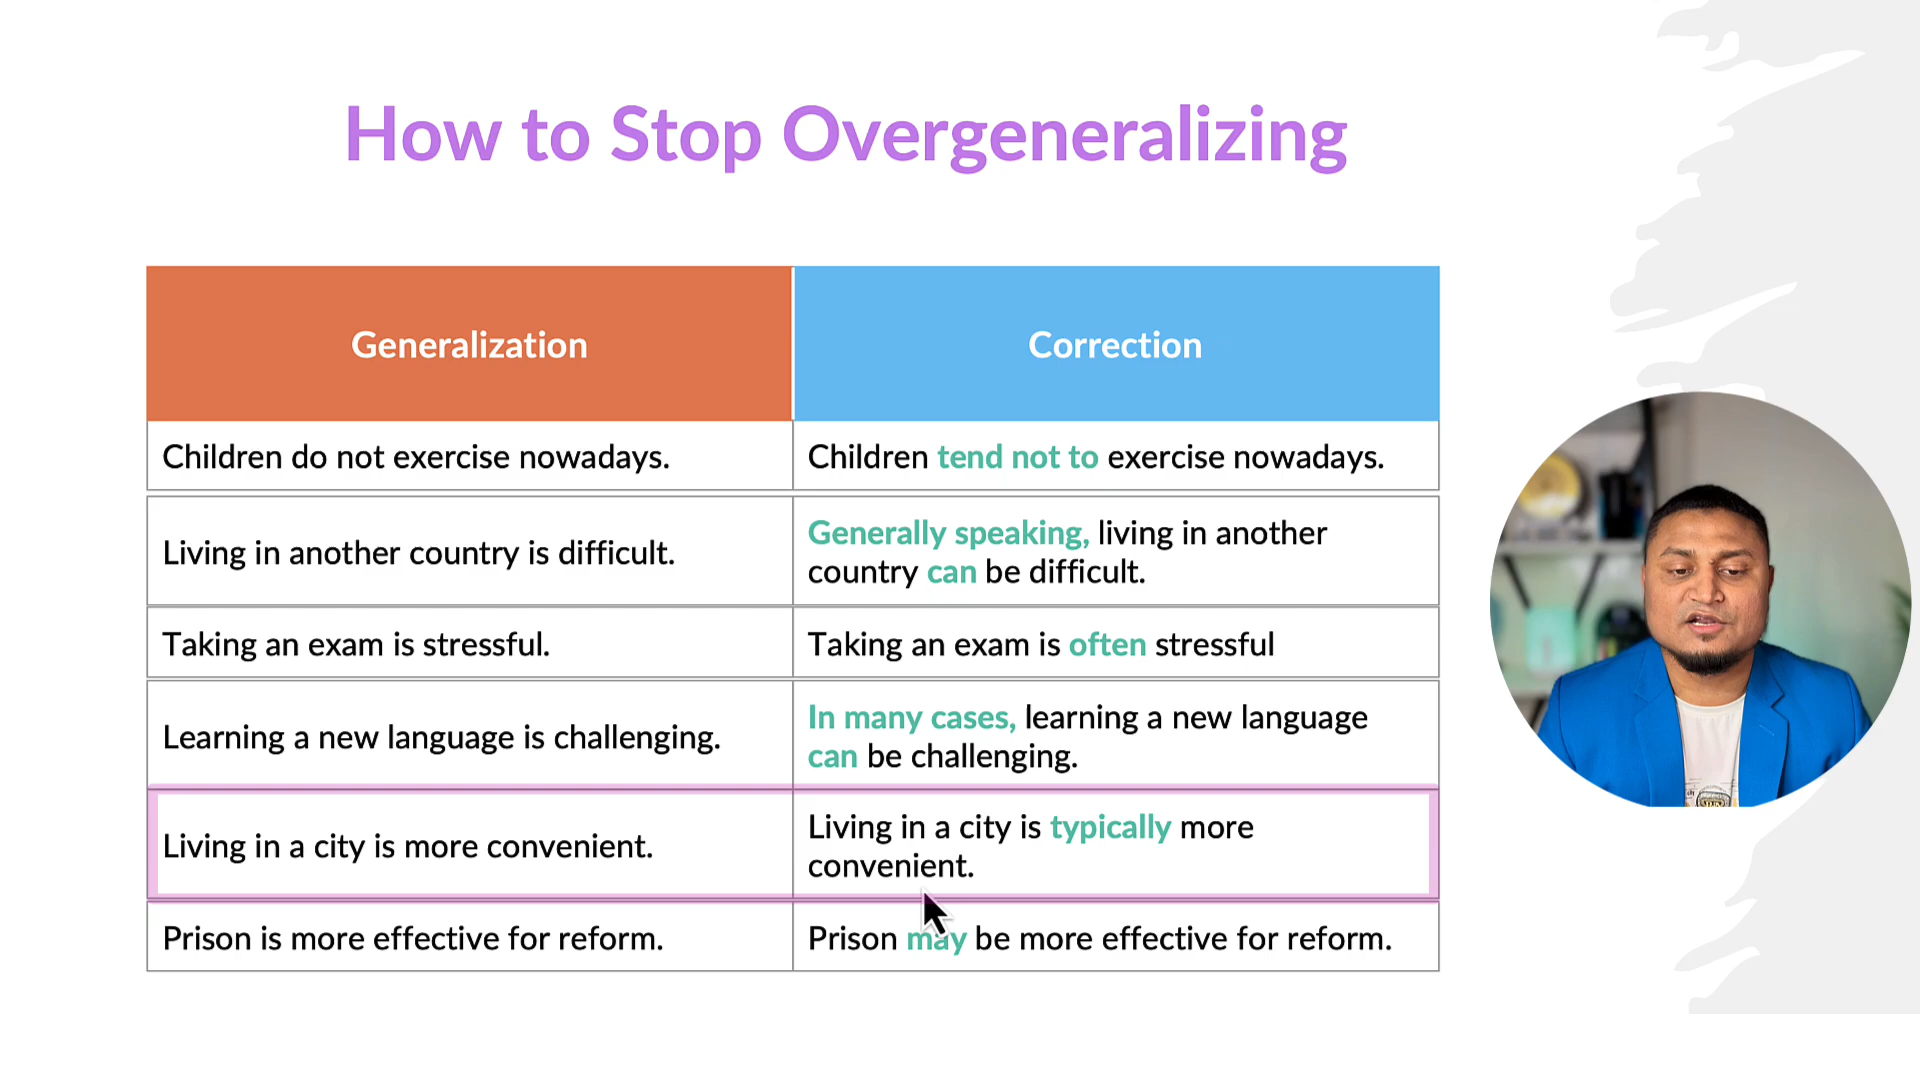 How to Stop Overgeneralizing
Generalization
Correction
Children do not exercise nowadays.
Children tend not to exercise nowadays.
Living in another country is difficult.
Generally speaking, living in another
country can be difficult.
Taking an exam is stressful.
Taking an exam is often stressful
Learning a new language is challenging.
In many cases, learning a new language
can be challenging.
Living in a city is more convenient.
Living in a city is typically more
convenient.
Prison is more effective for reform.
Prison may be more effective for reform.